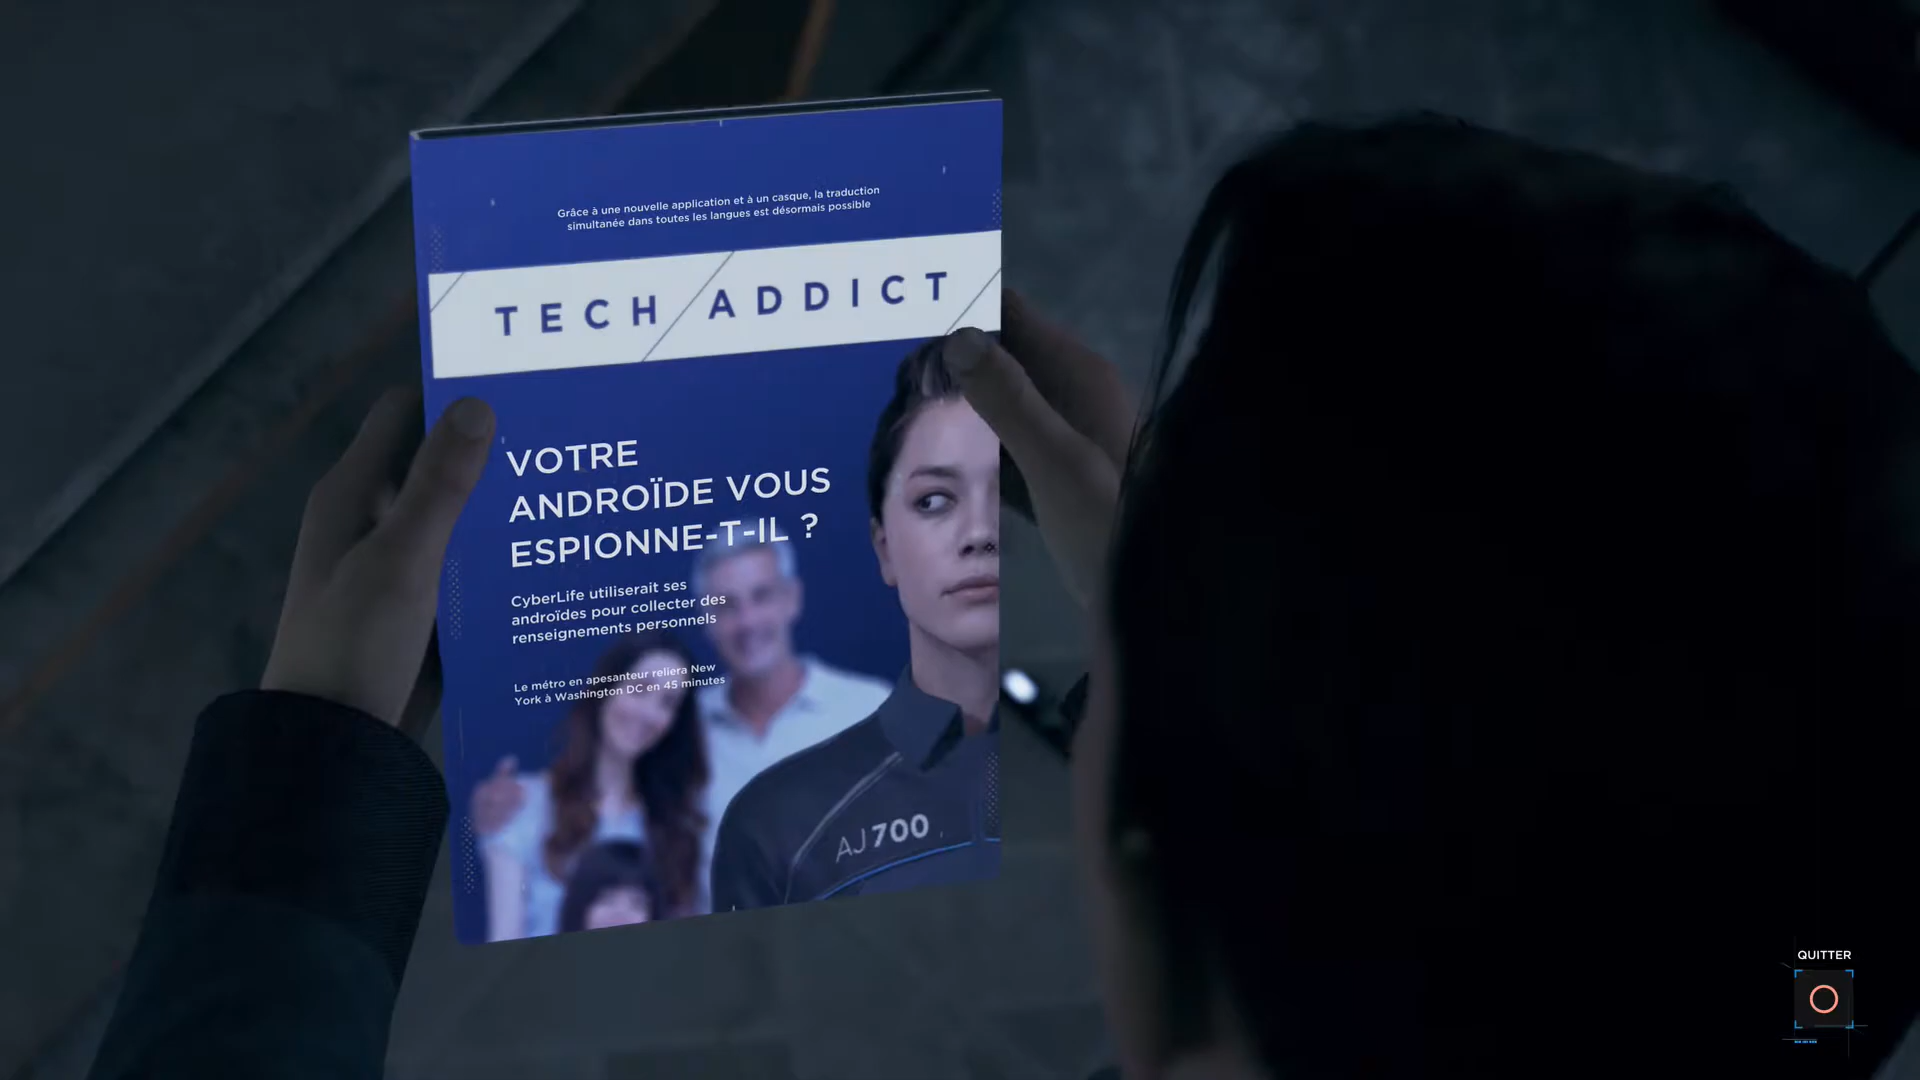 Grâce à une nouvelle application et à un casque, la traduction
simultanée dans toutes les langues est désormais possible
TECH ADDICT
VOTRE
ANDROÏDE VOUS
ESPIONNE-T-IL ?
CyberLife utiliserait ses
androïdes pour collecter des
renseignements personnels
Le métro en apesanteur reliera New
York à Washington DC en 45 minutes
AJ700
QUITTER